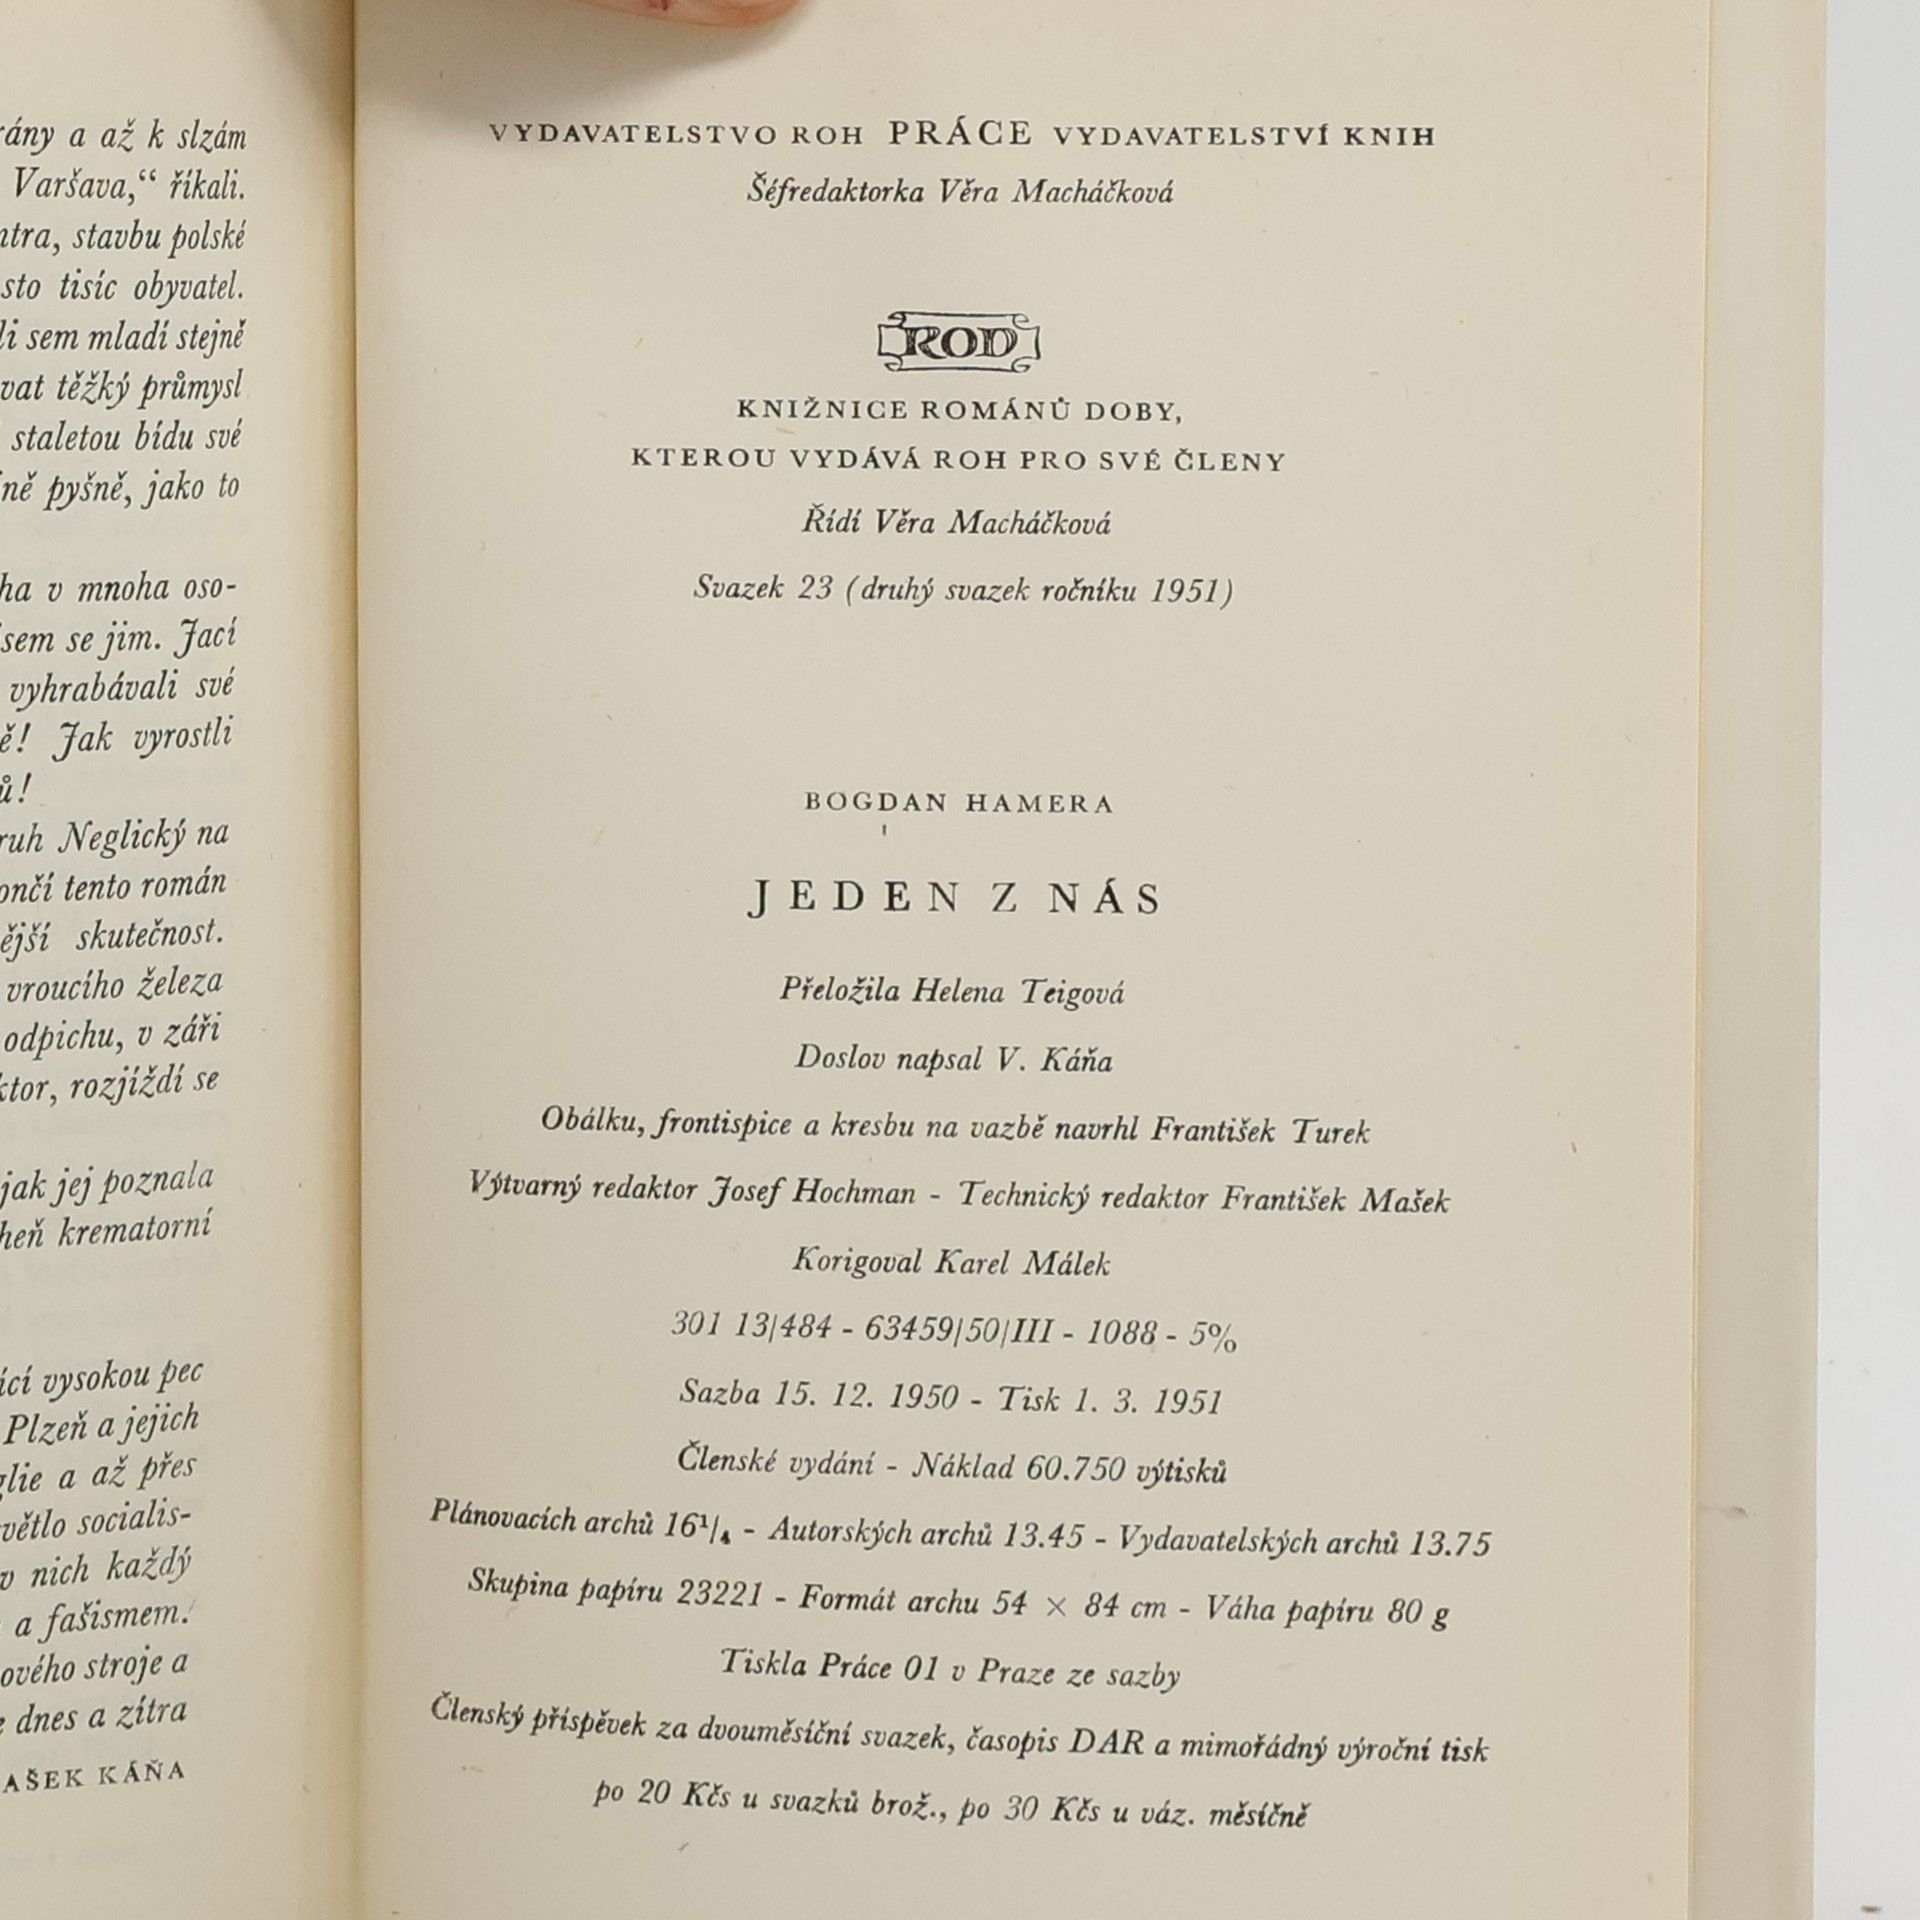 rány a až k slzám
Varšava,“ říkali.
ntra, stavbu polské
sto tisíc obyvatel.
li sem mladí stejně
vat těžký průmysl
staletou bídu své
ně pyšně, jako to
ha v mnoha oso-
sem se jim. Jací
vyhrabávali své
ě! Jak vyrostli
ů!
ruh Neglický na
ončí tento román
ější skutečnost.
vroucího železa
odpichu, v záři
ktor, rozjíždí se
jak jej poznala
heň krematorní
ící vysokou pec
Plzeň a jejich
glie a až přes
větlo socialis-
v nich každý
a fašismem.
ového stroje a
e dnes a zítra
AŠEK KÁŇA
VYDAVATELSTVO ROH PRÁCE VYDAVATELSTVÍ KNIH
Šéfredaktorka Věra Macháčková
ROD
KNIŽNICE ROMÁNŮ DOBY,
KTEROU VYDÁVÁ ROH PRO SVÉ ČLENY
Řídí Věra Macháčková
Svazek 23 (druhý svazek ročníku 1951)
BOGDAN HAMERA
JEDEN Z NÁS
Přeložila Helena Teigová
Doslov napsal V. Káňa
Obálku, frontispice a kresbu na vazbě navrhl František Turek
Výtvarný redaktor Josef Hochman - Technický redaktor František Mašek
Korigoval Karel Málek
301 13/484 - 63459/50/III - 1088 - 5%
Sazba 15. 12. 1950 - Tisk 1. 3. 1951
Členské vydání - Náklad 60.750 výtisků
Plánovacích archů 16¹/₄ - Autorských archů 13.45 - Vydavatelských archů 13.75
Skupina papíru 23221 - Formát archu 54 × 84 cm - Váha papíru 80 g
Tiskla Práce 01 v Praze ze sazby
Členský příspěvek za dvouměsíční svazek, časopis DAR a mimořádný výroční tisk
po 20 Kčs u svazků brož., po 30 Kčs u váz. měsíčně